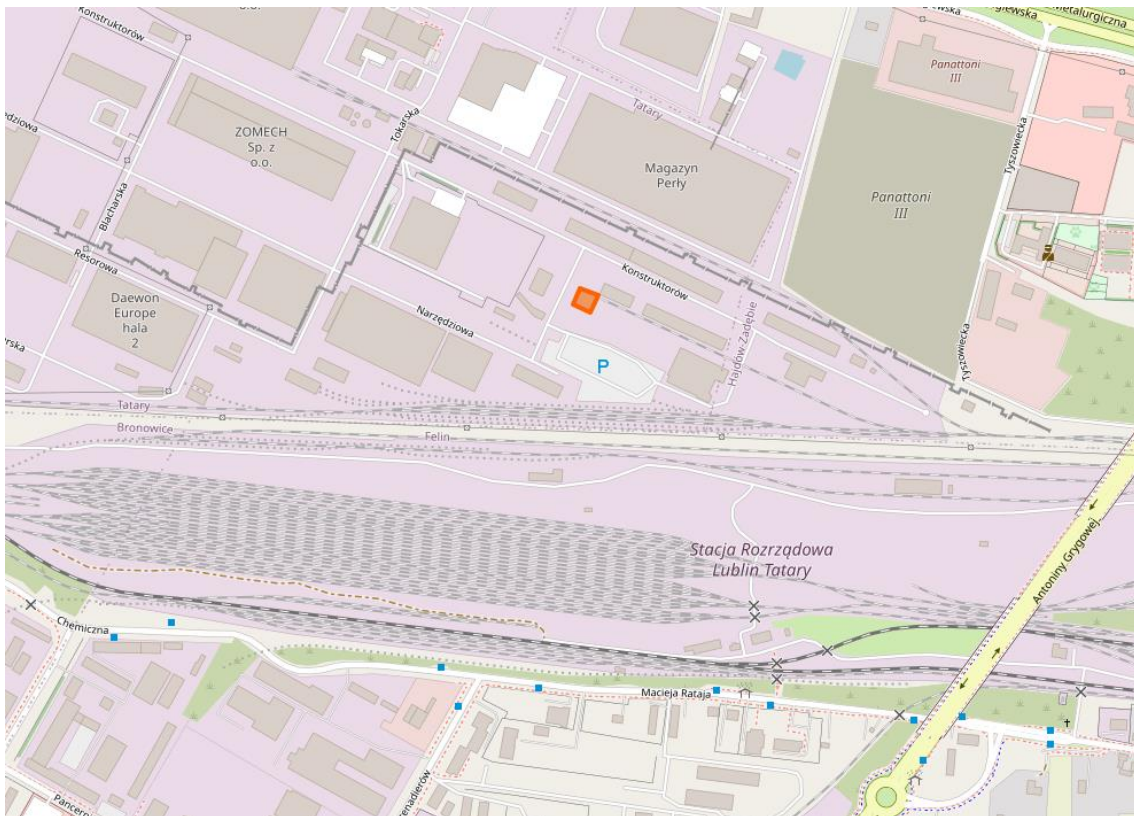 o.o.
Konstruktorów
Metalurgiczna
Panattoni
III
Tatary
Tokarska
ZOMECH
Sp. z
o.o.
Tyszowiecka
Magazyn
Perły
Panattoni
III
Blacharska
Resorowa
Konstruktorów
Daewon
Europe
hala
2
Narzędziowa
Hajdów-Zadębie
Tyszowiecka
P
Tatary
Bronowice
Felin
Stacja Rozrządowa
Lublin Tatary
Antoniny Grygowej
Chemiczna
Macieja Rataja